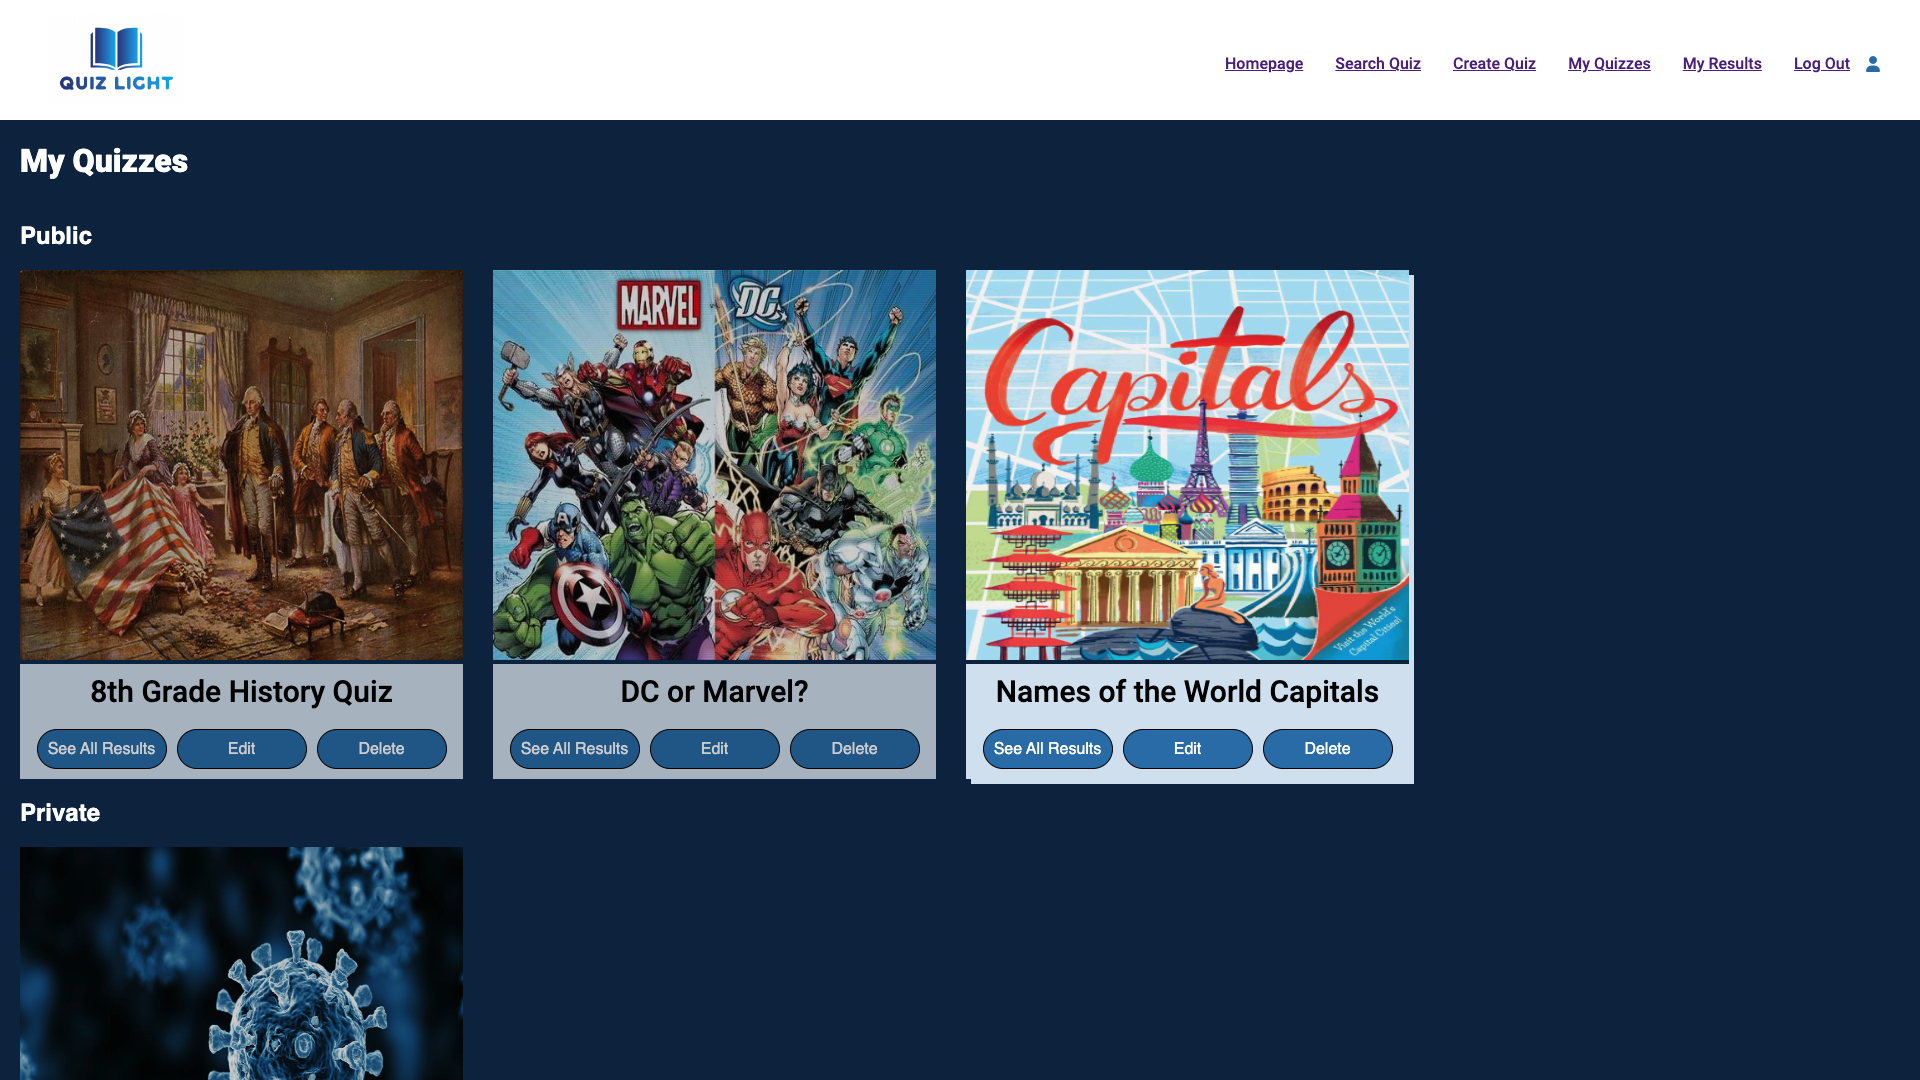 QUIZ LIGHT
Homepage
Search Quiz
Create Quiz
My Quizzes
My Results
Log Out
My Quizzes
Public
MARVEL
DC
Capitals
Visit the World's
Capital Cities!
8th Grade History Quiz
See All Results
Edit
Delete
DC or Marvel?
See All Results
Edit
Delete
Names of the World Capitals
See All Results
Edit
Delete
Private